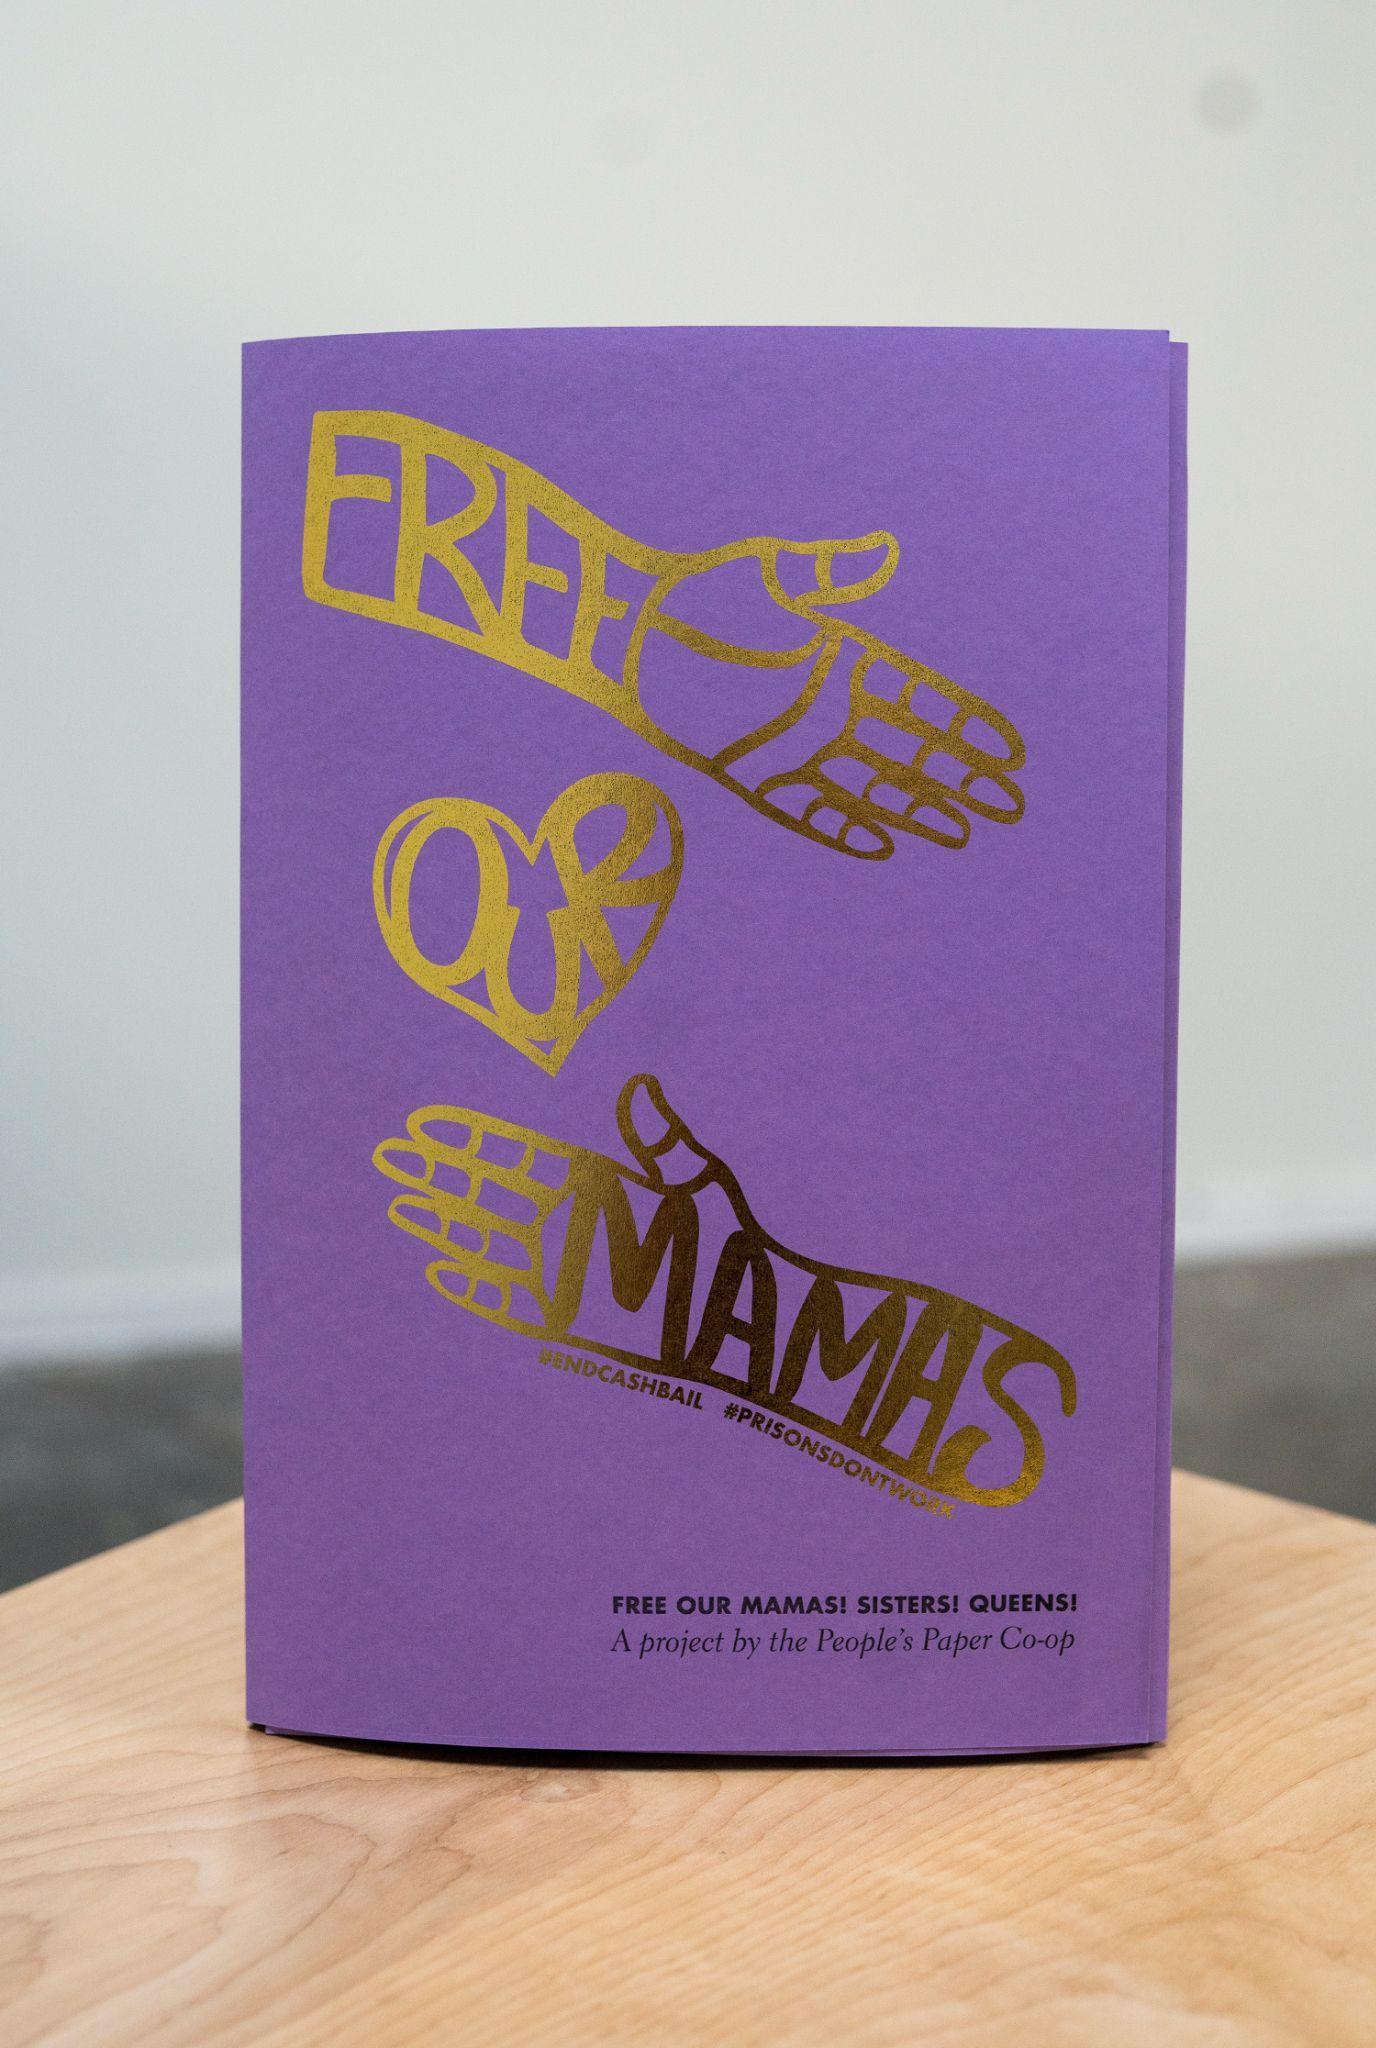 FREE
OUR
MAMAS
#ENDCASHBAIL #PRISONSDONTWORK
FREE OUR MAMAS! SISTERS! QUEENS!
A project by the People's Paper Co-op